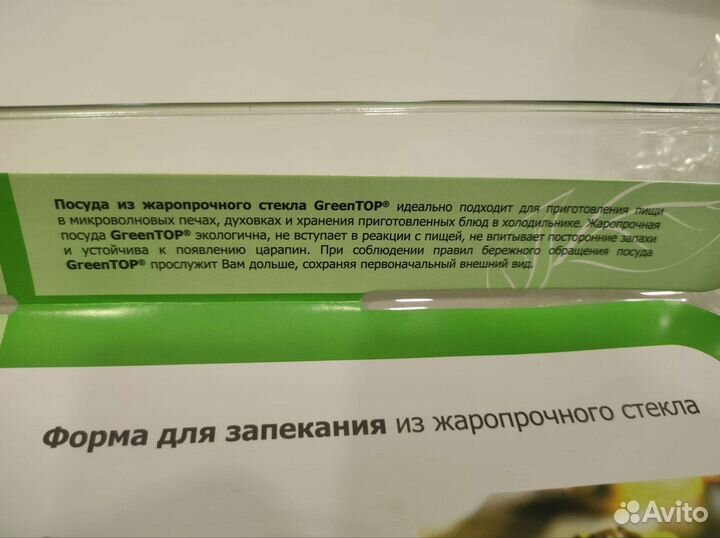 Посуда из жаропрочного стекла GreenTOP® идеально подходит для приготовления пищи
в микроволновых печах, духовках и хранения приготовленных блюд в холодильнике. Жаропрочная
посуда GreenTOP® экологична, не вступает в реакции с пищей, не впитывает посторонние запахи
и устойчива к появлению царапин. При соблюдении правил бережного обращения посуда
GreenTOP® прослужит Вам дольше, сохраняя первоначальный внешний вид.
Форма для запекания из жаропрочного стекла
Avito